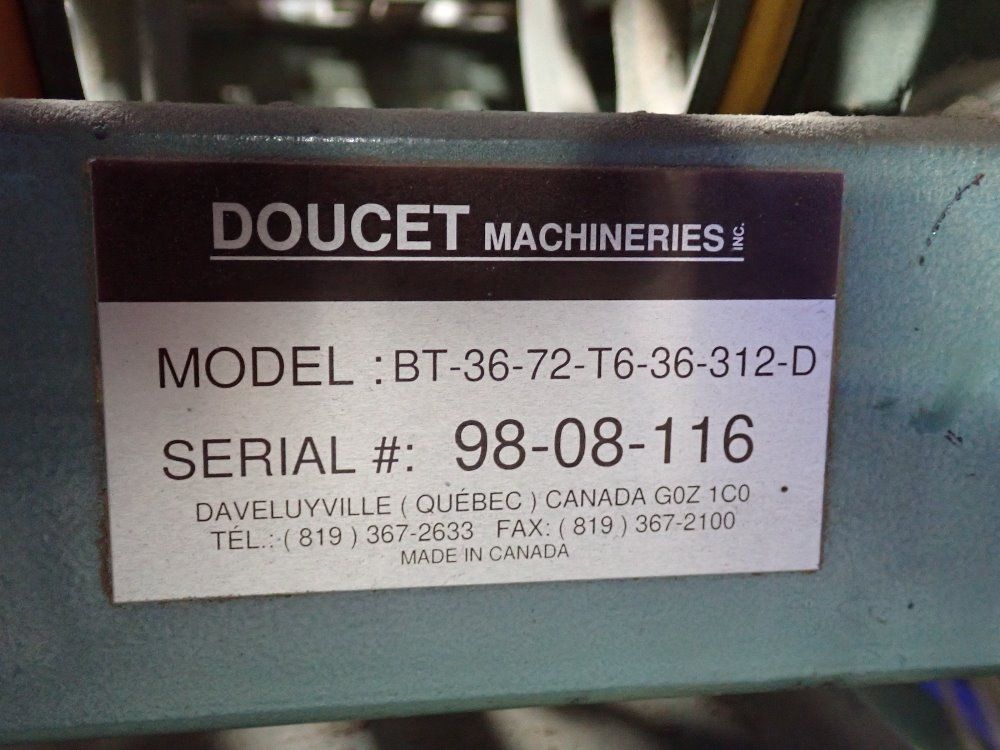 DOUCET MACHINERIES INC.
MODEL : BT-36-72-T6-36-312-D
SERIAL #: 98-08-116
DAVELUYVILLE ( QUÉBEC ) CANADA G0Z 1C0
TÉL.: ( 819 ) 367-2633 FAX: ( 819 ) 367-2100
MADE IN CANADA